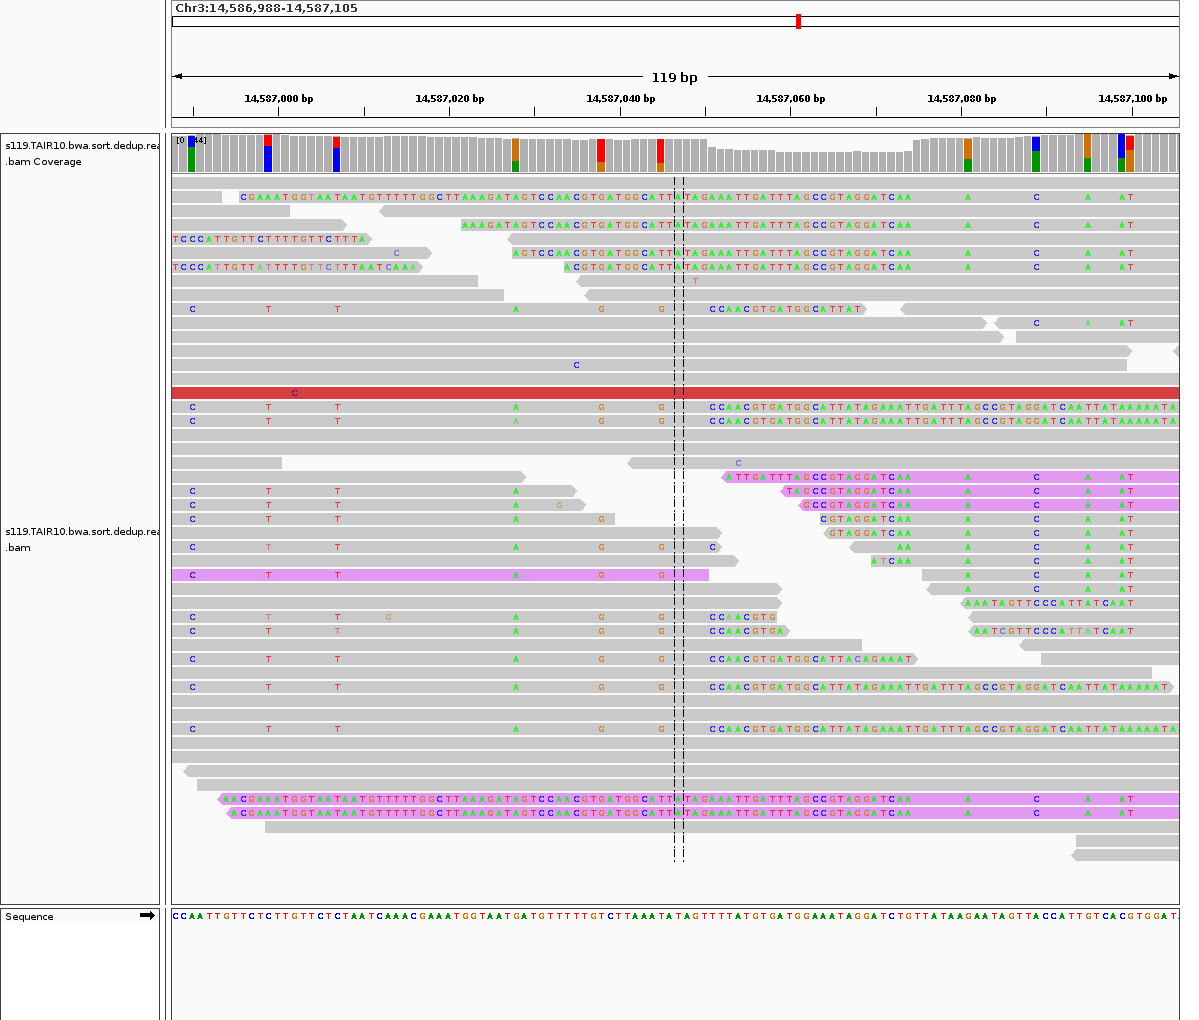 Chr3:14,586,988-14,587,105
119 bp
14,587,000 bp 14,587,020 bp 14,587,040 bp 14,587,060 bp 14,587,080 bp 14,587,100 bp
s119.TAIR10.bwa.sort.dedup.rea
.bam Coverage
CGAAATGGTAATAATGTTTTTGGCTTAAAGATAGTCCAACGTGATGGCATTATAGAAATTGATTTAGCCGTAGGATCAA A C A AT
AAAGATAGTCCAACGTGATGGCATTATAGAAATTGATTTAGCCGTAGGATCAA A C A AT
TCCCATTGTTCTTTTGTTCTTTA
C AGTCCAACGTGATGGCATTATAGAAATTGATTTAGCCGTAGGATCAA A C A AT
TCCCATTGTTATTTTGTTCTTTAATCAAA ACGTGATGGCATTATAGAAATTGATTTAGCCGTAGGATCAA A C A AT
T
C T T A G G CCAACGTGATGGCATTAT
C A AT
C
C
C T T A G G CCAACGTGATGGCATTATAGAAATTGATTTAGCCGTAGGATCAATTATAAAAATA
C T T A G G CCAACGTGATGGCATTATAGAAATTGATTTAGCCGTAGGATCAATTATAAAAATA
C
ATTGATTTAGCCGTAGGATCAA A C A AT
C T T A TAGCCGTAGGATCAA A C A AT
C T T A G GCCGTAGGATCAA A C A AT
C T T A G CGTAGGATCAA A C A AT
GTAGGATCAA A C A AT
C T T A G G C AA A C A AT
ATCAA A C A AT
C T T A G G A C A AT
A C A AT
AAATAGTTCCCATTATCAAT
C T T G A G G CCAACGTG
C T T A G G CCAACGTGA AATCGTTCCCATTATCAAT
C T T A G G CCAACGTGATGGCATTACAGAAAT
C T T A G G CCAACGTGATGGCATTATAGAAATTGATTTAGCCGTAGGATCAATTATAAAAAT
C T T A G G CCAACGTGATGGCATTATAGAAATTGATTTAGCCGTAGGATCAATTATAAAAATA
AACGAAATGGTAATAATGTTTTTGGCTTAAAGATAGTCCAACGTGATGGCATTATAGAAATTGATTTAGCCGTAGGATCAA A C A AT
ACGAAATGGTAATAATGTTTTTGGCTTAAAGATAGTCCAACGTGATGGCATTATAGAAATTGATTTAGCCGTAGGATCAA A C A AT
s119.TAIR10.bwa.sort.dedup.rea
.bam
Sequence
CCAATTGTTCTCTTGTTCTCTAATCAAACGAAATGGTAATGATGTTTTTGTCTTAAATATAGTTTTATGTGATGGAAATAGGATCTGTTATAAGAATAGTTACCATTGTCACGTGGAT